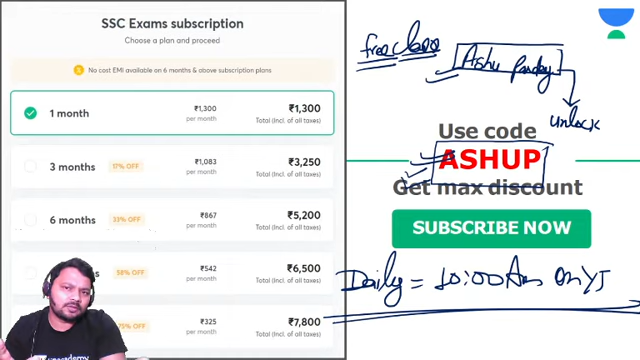 SSC Exams subscription
Choose a plan and proceed
No cost EMI available on 6 months & above subscription plans
1 month ₹1,300 per month ₹1,300 Total (Incl. of all taxes)
3 months 17% OFF ₹1,083 per month ₹3,250 Total (Incl. of all taxes)
6 months 33% OFF ₹867 per month ₹5,200 Total (Incl. of all taxes)
58% OFF ₹542 per month ₹6,500 Total (Incl. of all taxes)
OFF ₹325 per month ₹7,800 Total (Incl. of all taxes)
free class
Ashu
unlock
Use code
ASHUP
Get max discount
SUBSCRIBE NOW
Daily = 10:00 Am on YT